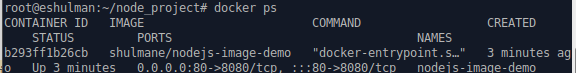 root@eshulman:~/node_project# docker ps
CONTAINER ID   IMAGE                      COMMAND                  CREATED
     STATUS         PORTS                                   NAMES
b293ff1b26cb   shulmane/nodejs-image-demo   "docker-entrypoint.s…"   3 minutes ag
o   Up 3 minutes   0.0.0.0:80->8080/tcp, :::80->8080/tcp   nodejs-image-demo